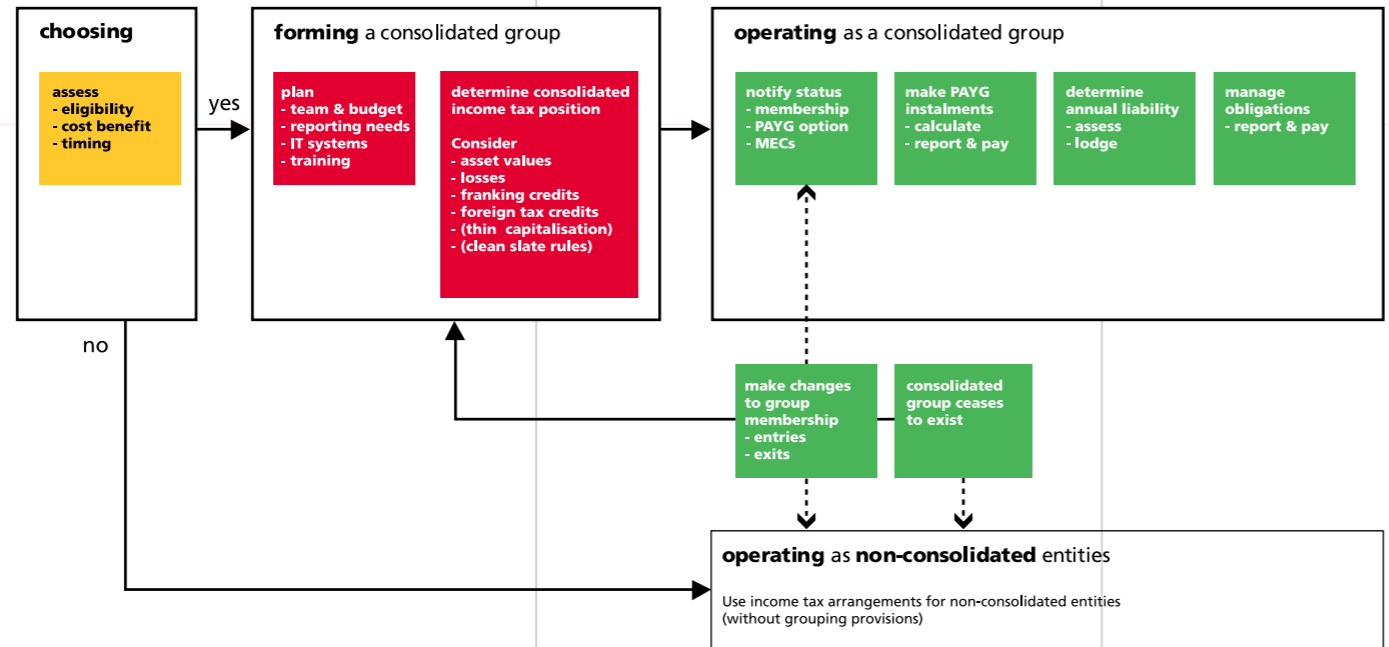 choosing
assess
- eligibility
- cost benefit
- timing
yes
no
forming a consolidated group
plan
- team & budget
- reporting needs
- IT systems
- training
determine consolidated
income tax position
Consider
- asset values
- losses
- franking credits
- foreign tax credits
- (thin capitalisation)
- (clean slate rules)
operating as a consolidated group
notify status
- membership
- PAYG option
- MECs
make PAYG
instalments
- calculate
- report & pay
determine
annual liability
- assess
- lodge
manage
obligations
- report & pay
make changes
to group
membership
- entries
- exits
consolidated
group ceases
to exist
operating as non-consolidated entities
Use income tax arrangements for non-consolidated entities
(without grouping provisions)